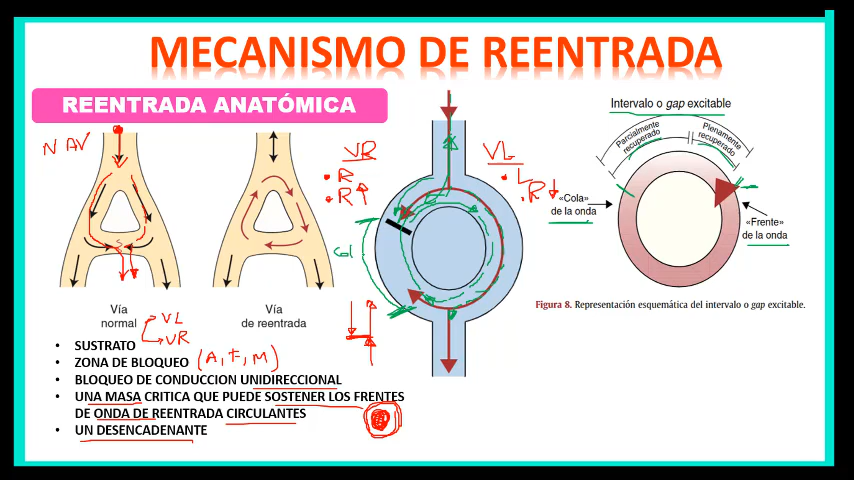 MECANISMO DE REENTRADA
REENTRADA ANATÓMICA
N AV
VR
• R
• R↑
VL
• L
• R↓
Intervalo o gap excitable
Parcialmente
recuperado
Plenamente
recuperado
«Cola»
de la onda
«Frente»
de la onda
Figura 8. Representación esquemática del intervalo o gap excitable.
Vía
normal
VL
VR
Vía
de reentrada
• SUSTRATO
• ZONA DE BLOQUEO (A, F, M)
• BLOQUEO DE CONDUCCION UNIDIRECCIONAL
• UNA MASA CRITICA QUE PUEDE SOSTENER LOS FRENTES
DE ONDA DE REENTRADA CIRCULANTES
• UN DESENCADENANTE